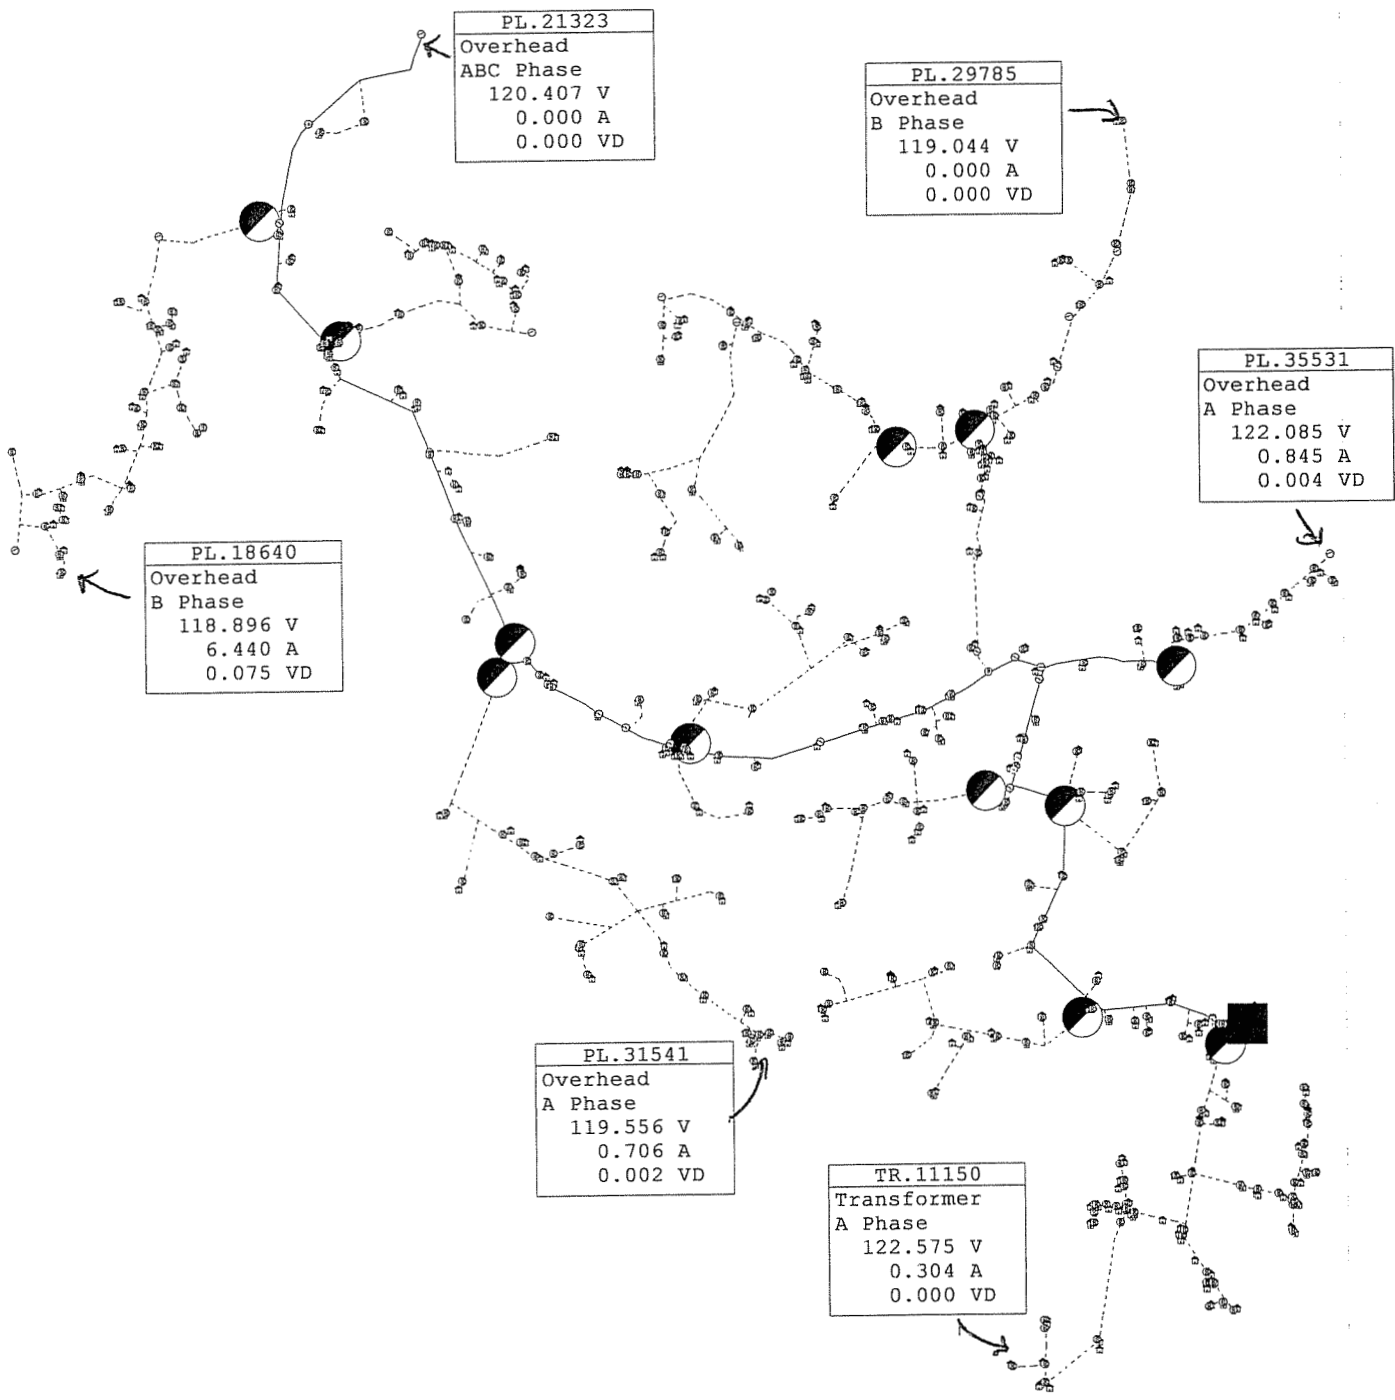 PL.21323
Overhead
ABC Phase
120.407 V
0.000 A
0.000 VD
PL.29785
Overhead
B Phase
119.044 V
0.000 A
0.000 VD
PL.35531
Overhead
A Phase
122.085 V
0.845 A
0.004 VD
PL.18640
Overhead
B Phase
118.896 V
6.440 A
0.075 VD
PL.31541
Overhead
A Phase
119.556 V
0.706 A
0.002 VD
TR.11150
Transformer
A Phase
122.575 V
0.304 A
0.000 VD